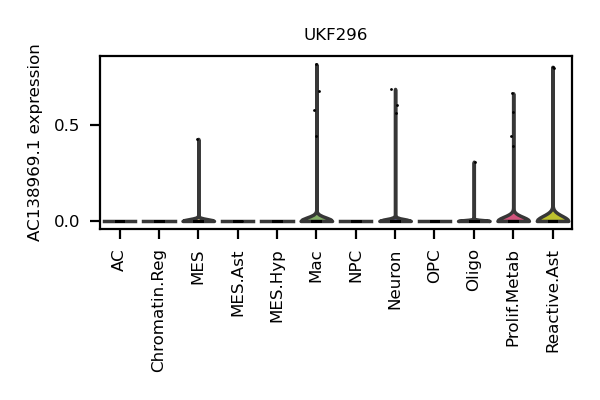 UKF296
AC138969.1 expression
0.5
0.0
AC
Chromatin.Reg
MES
MES.Ast
MES.Hyp
Mac
NPC
Neuron
OPC
Oligo
Prolif.Metab
Reactive.Ast